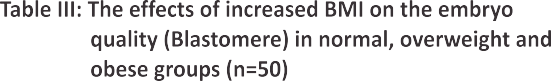 Table III: The effects of increased BMI on the embryo
quality (Blastomere) in normal, overweight and
obese groups (n=50)